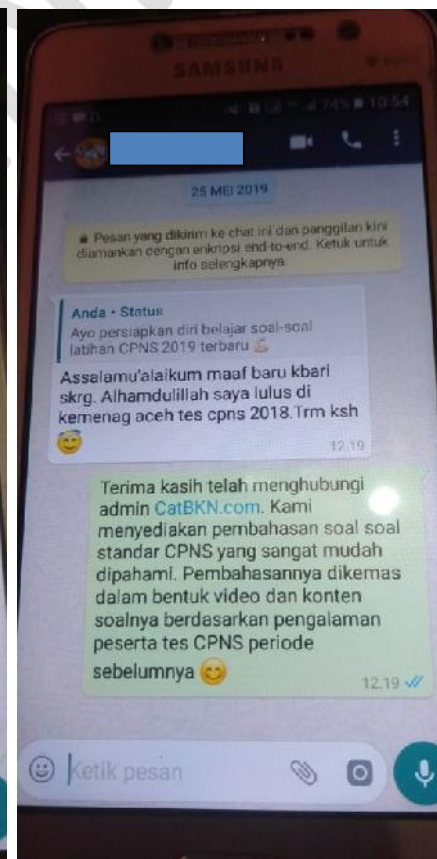 SAMSUNG
74% 10:54
25 MEI 2019
Pesan yang dikirim ke chat ini dan panggilan kini
diamankan dengan enkripsi end-to-end. Ketuk untuk
info selengkapnya.
Anda • Status
Ayo persiapkan diri belajar soal-soal
latihan CPNS 2019 terbaru 💪
Assalamu'alaikum maaf baru kbari
skrg. Alhamdulillah saya lulus di
kemenag aceh tes cpns 2018.Trm ksh
😇
12.19
Terima kasih telah menghubungi
admin CatBKN.com. Kami
menyediakan pembahasan soal soal
standar CPNS yang sangat mudah
dipahami. Pembahasannya dikemas
dalam bentuk video dan konten
soalnya berdasarkan pengalaman
peserta tes CPNS periode
sebelumnya 😊
12.19
Ketik pesan